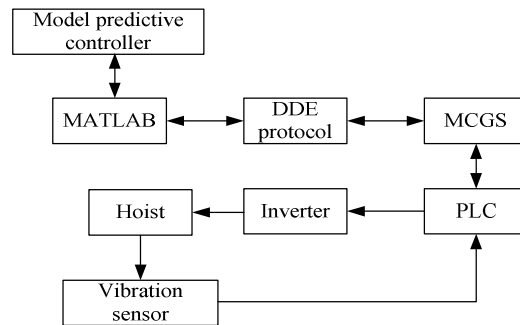 Model predictive
controller
MATLAB
DDE
protocol
MCGS
Hoist
Inverter
PLC
Vibration
sensor